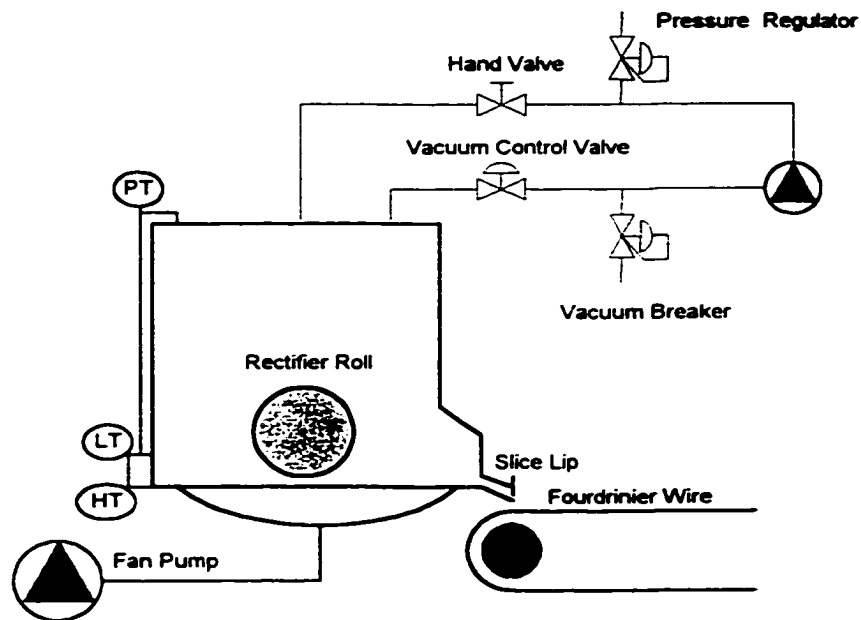 Pressure Regulator
Hand Valve
Vacuum Control Valve
PT
Vacuum Breaker
Rectifier Roll
LT
Slice Lip
HT
Fourdrinier Wire
Fan Pump